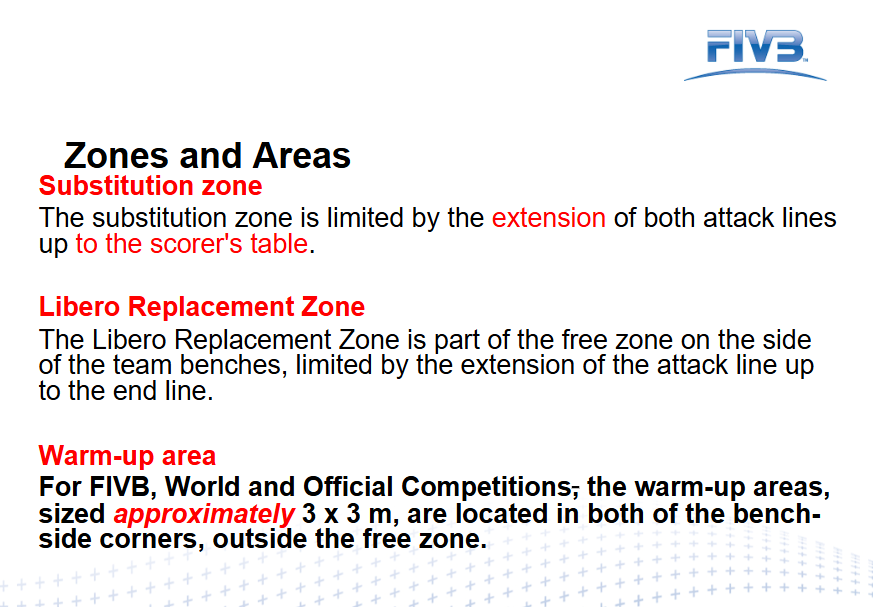 FIVB™
Zones and Areas
Substitution zone
The substitution zone is limited by the extension of both attack lines
up to the scorer's table.
Libero Replacement Zone
The Libero Replacement Zone is part of the free zone on the side
of the team benches, limited by the extension of the attack line up
to the end line.
Warm-up area
For FIVB, World and Official Competitions, the warm-up areas,
sized approximately 3 x 3 m, are located in both of the bench-
side corners, outside the free zone.